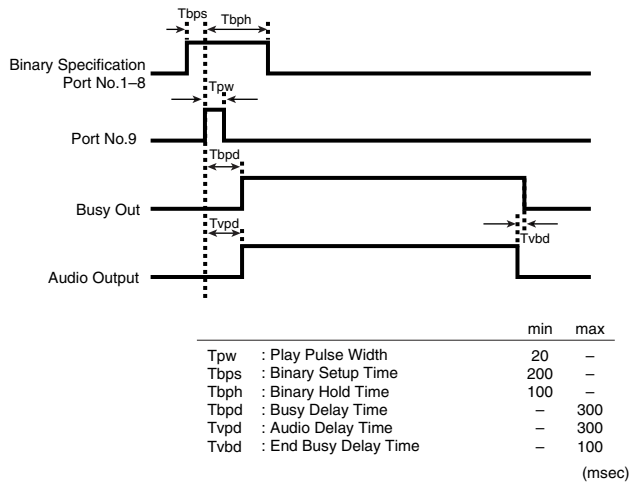 Tbps Tbph
Binary Specification
Port No.1–8
Tpw
Port No.9
Tbpd
Busy Out
Tvpd
Tvbd
Audio Output
min max
Tpw : Play Pulse Width 20 –
Tbps : Binary Setup Time 200 –
Tbph : Binary Hold Time 100 –
Tbpd : Busy Delay Time – 300
Tvpd : Audio Delay Time – 300
Tvbd : End Busy Delay Time – 100
(msec)